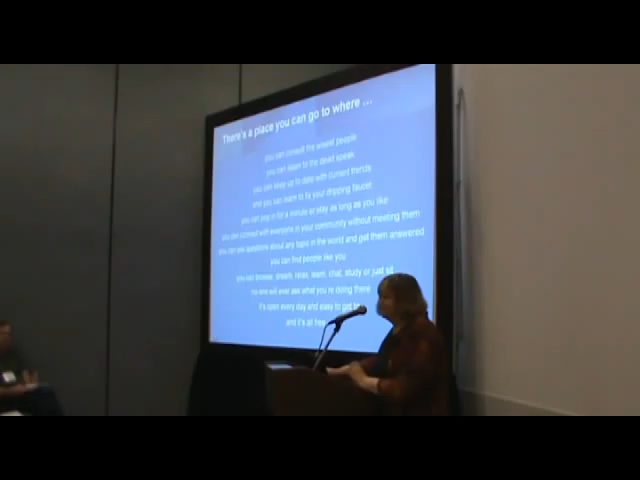 There's a place you can go to where ...
you can consult the wisest people
you can listen to the dead speak
you can keep up to date with current trends
and you can learn to fix your dripping faucet
you can pop in for a minute or stay as long as you like
you can connect with everyone in your community without meeting them
you can ask questions about any topic in the world and get them answered
you can find people like you
you can browse, dream, relax, learn, chat, study or just sit
no one will ever ask what you're doing there
it's open every day and easy to get to
and it's all free